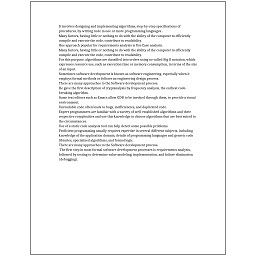 It involves designing and implementing algorithms, step-by-step specifications of
procedures, by writing code in one or more programming languages.
Many factors, having little or nothing to do with the ability of the computer to efficiently
compile and execute the code, contribute to readability.
One approach popular for requirements analysis is Use Case analysis.
Many factors, having little or nothing to do with the ability of the computer to efficiently
compile and execute the code, contribute to readability.
For this purpose algorithms are classified into orders using so-called Big O notation, which
expresses resource use, such as execution time or memory consumption, in terms of the size
of an input.
Sometimes software development is known as software engineering, especially when it
employs formal methods or follows an engineering design process.
There are many approaches to the Software development process.
He gave the first description of cryptanalysis by frequency analysis, the earliest code-
breaking algorithm.
Some text editors such as Emacs allow GDB to be invoked through them, to provide a visual
environment.
Unreadable code often leads to bugs, inefficiencies, and duplicated code.
Expert programmers are familiar with a variety of well-established algorithms and their
respective complexities and use this knowledge to choose algorithms that are best suited to
the circumstances.
Use of a static code analysis tool can help detect some possible problems.
Proficient programming usually requires expertise in several different subjects, including
knowledge of the application domain, details of programming languages and generic code
libraries, specialized algorithms, and formal logic.
There are many approaches to the Software development process.
The first step in most formal software development processes is requirements analysis,
followed by testing to determine value modeling, implementation, and failure elimination
(debugging).